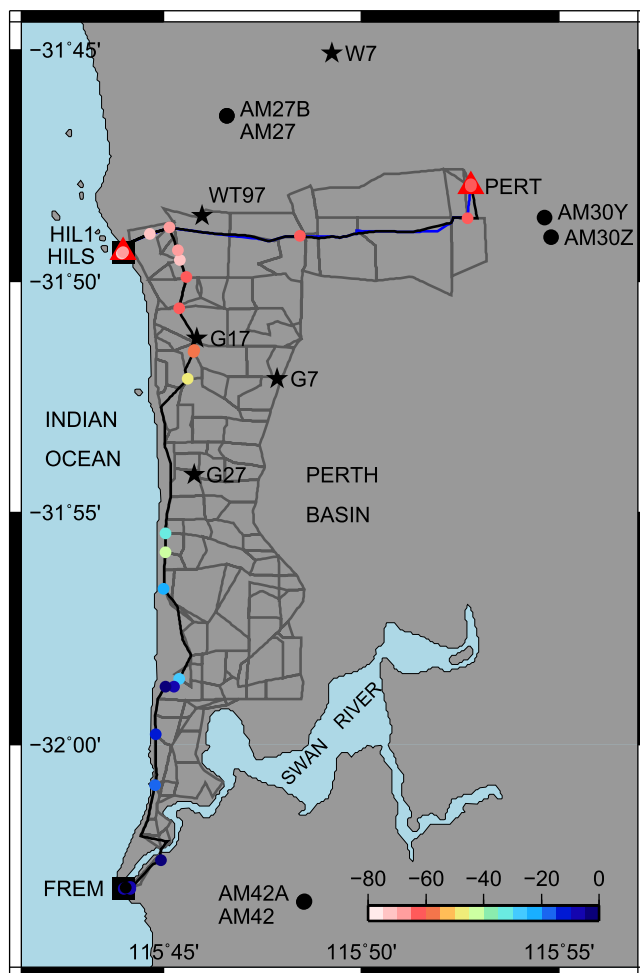 −31°45'
W7
AM27B
AM27
WT97
PERT
HIL1
HILS
AM30Y
AM30Z
−31°50'
G17
G7
INDIAN
OCEAN
G27
PERTH
BASIN
−31°55'
SWAN RIVER
−32°00'
FREM
AM42A
AM42
−80 −60 −40 −20 0
115°45' 115°50' 115°55'